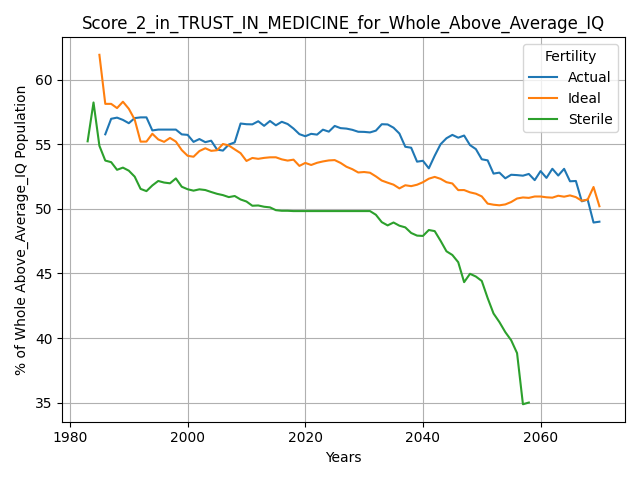 Score_2_in_TRUST_IN_MEDICINE_for_Whole_Above_Average_IQ
% of Whole Above_Average_IQ Population
60
55
50
45
40
35
Fertility
Actual
Ideal
Sterile
1980
2000
2020
2040
2060
Years